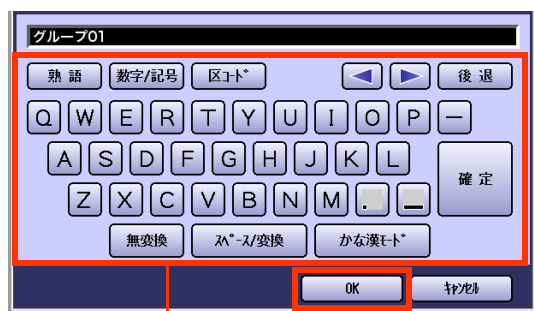 グループ01
熟語 数字/記号 区ｺｰﾄﾞ 後退
Q W E R T Y U I O P ー
A S D F G H J K L 確定
Z X C V B N M . _
無変換 ｽﾍﾟｰｽ/変換 かな漢ﾓｰﾄﾞ
OK ｷｬﾝｾﾙ